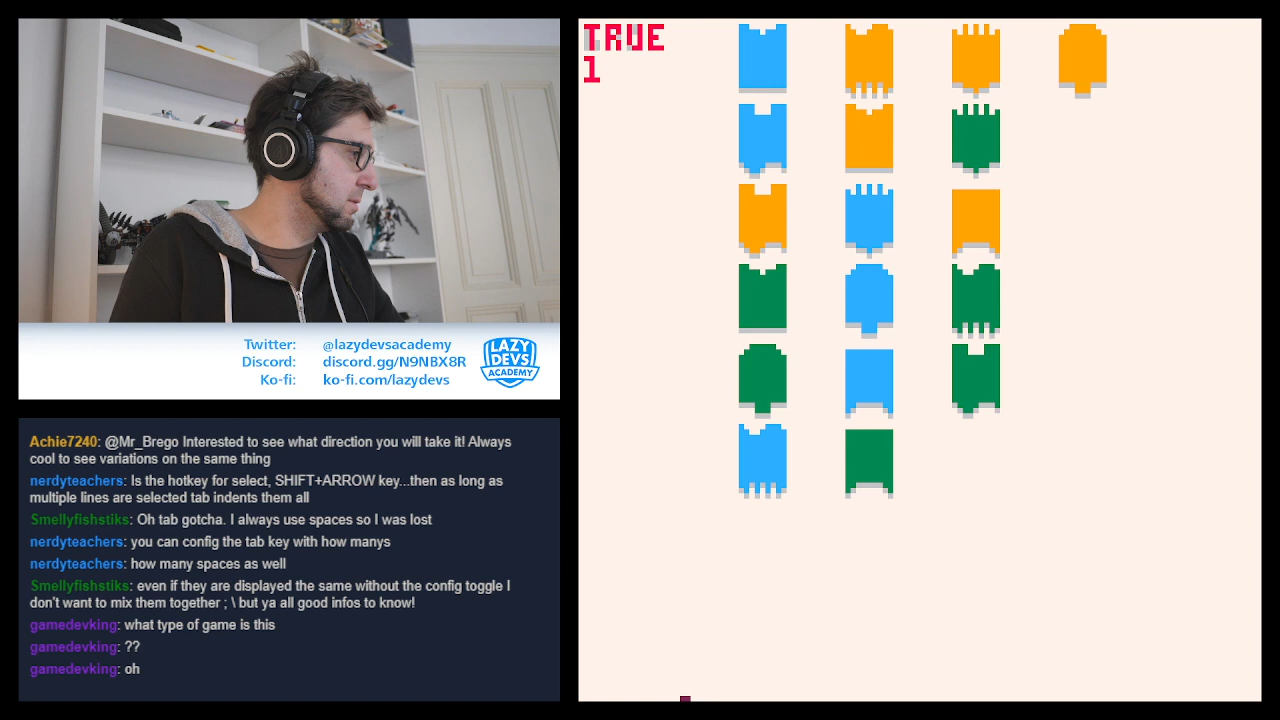 TRUE
1
Twitter: @lazydevsacademy
Discord: discord.gg/N9NBX8R
Ko-fi: ko-fi.com/lazydevs
LAZY
DEVS
ACADEMY
Achie7240: @Mr_Brego Interested to see what direction you will take it! Always
cool to see variations on the same thing
nerdyteachers: Is the hotkey for select, SHIFT+ARROW key...then as long as
multiple lines are selected tab indents them all
Smellyfishstiks: Oh tab gotcha. I always use spaces so I was lost
nerdyteachers: you can config the tab key with how manys
nerdyteachers: how many spaces as well
Smellyfishstiks: even if they are displayed the same without the config toggle I
don't want to mix them together ; \ but ya all good infos to know!
gamedevking: what type of game is this
gamedevking: ??
gamedevking: oh